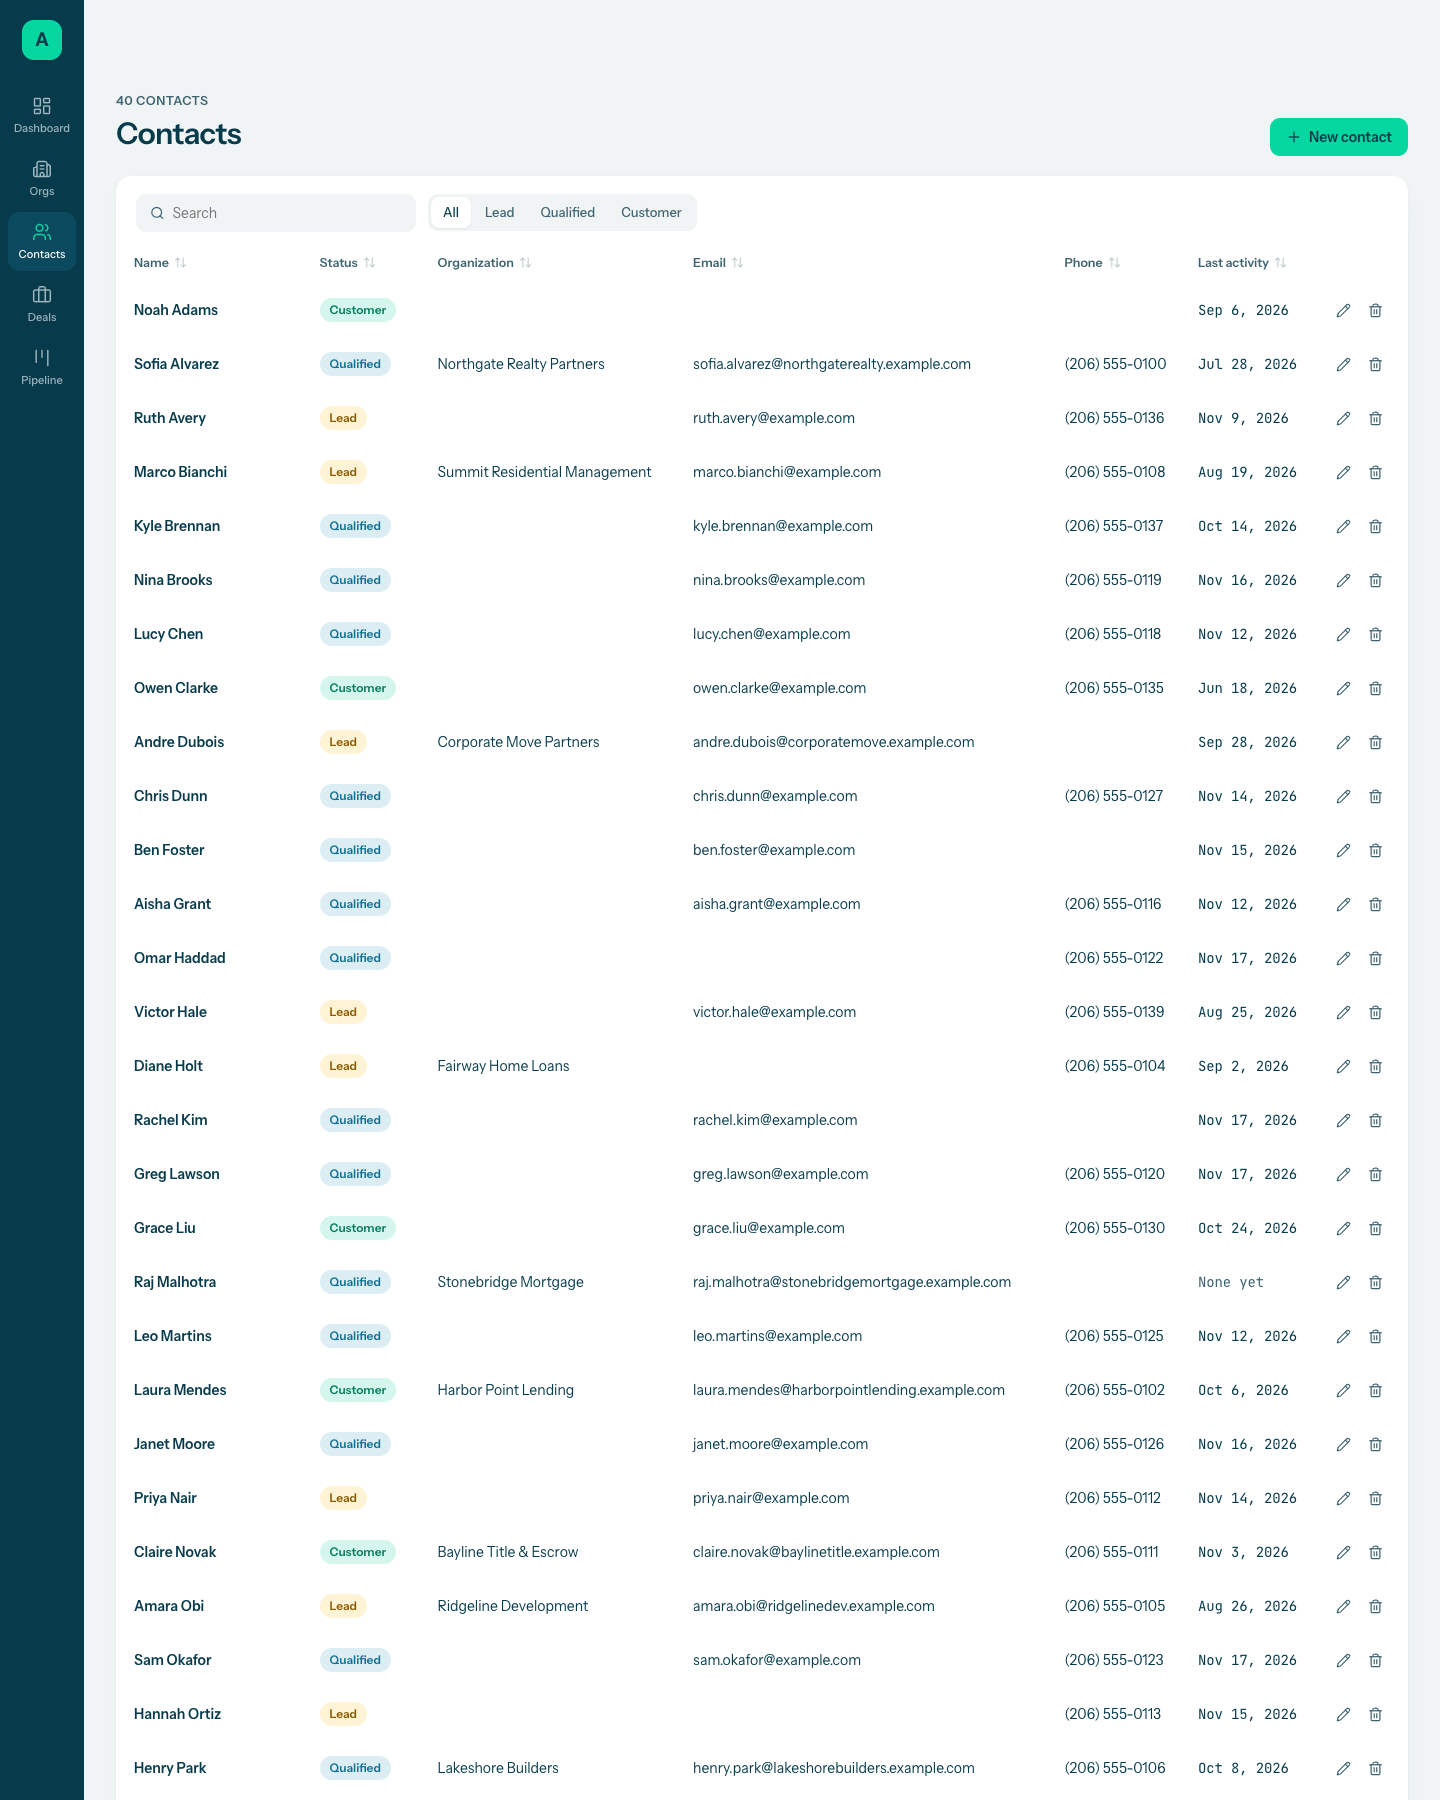 A
Dashboard
Orgs
Contacts
Deals
Pipeline
40 CONTACTS
Contacts
New contact
Search
All Lead Qualified Customer
Name Status Organization Email Phone Last activity
Noah Adams Customer Sep 6, 2026
Sofia Alvarez Qualified Northgate Realty Partners sofia.alvarez@northgaterealty.example.com (206) 555-0100 Jul 28, 2026
Ruth Avery Lead ruth.avery@example.com (206) 555-0136 Nov 9, 2026
Marco Bianchi Lead Summit Residential Management marco.bianchi@example.com (206) 555-0108 Aug 19, 2026
Kyle Brennan Qualified kyle.brennan@example.com (206) 555-0137 Oct 14, 2026
Nina Brooks Qualified nina.brooks@example.com (206) 555-0119 Nov 16, 2026
Lucy Chen Qualified lucy.chen@example.com (206) 555-0118 Nov 12, 2026
Owen Clarke Customer owen.clarke@example.com (206) 555-0135 Jun 18, 2026
Andre Dubois Lead Corporate Move Partners andre.dubois@corporatemove.example.com Sep 28, 2026
Chris Dunn Qualified chris.dunn@example.com (206) 555-0127 Nov 14, 2026
Ben Foster Qualified ben.foster@example.com Nov 15, 2026
Aisha Grant Qualified aisha.grant@example.com (206) 555-0116 Nov 12, 2026
Omar Haddad Qualified (206) 555-0122 Nov 17, 2026
Victor Hale Lead victor.hale@example.com (206) 555-0139 Aug 25, 2026
Diane Holt Lead Fairway Home Loans (206) 555-0104 Sep 2, 2026
Rachel Kim Qualified rachel.kim@example.com Nov 17, 2026
Greg Lawson Qualified greg.lawson@example.com (206) 555-0120 Nov 17, 2026
Grace Liu Customer grace.liu@example.com (206) 555-0130 Oct 24, 2026
Raj Malhotra Qualified Stonebridge Mortgage raj.malhotra@stonebridgemortgage.example.com None yet
Leo Martins Qualified leo.martins@example.com (206) 555-0125 Nov 12, 2026
Laura Mendes Customer Harbor Point Lending laura.mendes@harborpointlending.example.com (206) 555-0102 Oct 6, 2026
Janet Moore Qualified janet.moore@example.com (206) 555-0126 Nov 16, 2026
Priya Nair Lead priya.nair@example.com (206) 555-0112 Nov 14, 2026
Claire Novak Customer Bayline Title & Escrow claire.novak@baylinetitle.example.com (206) 555-0111 Nov 3, 2026
Amara Obi Lead Ridgeline Development amara.obi@ridgelinedev.example.com (206) 555-0105 Aug 26, 2026
Sam Okafor Qualified sam.okafor@example.com (206) 555-0123 Nov 17, 2026
Hannah Ortiz Lead (206) 555-0113 Nov 15, 2026
Henry Park Qualified Lakeshore Builders henry.park@lakeshorebuilders.example.com (206) 555-0106 Oct 8, 2026